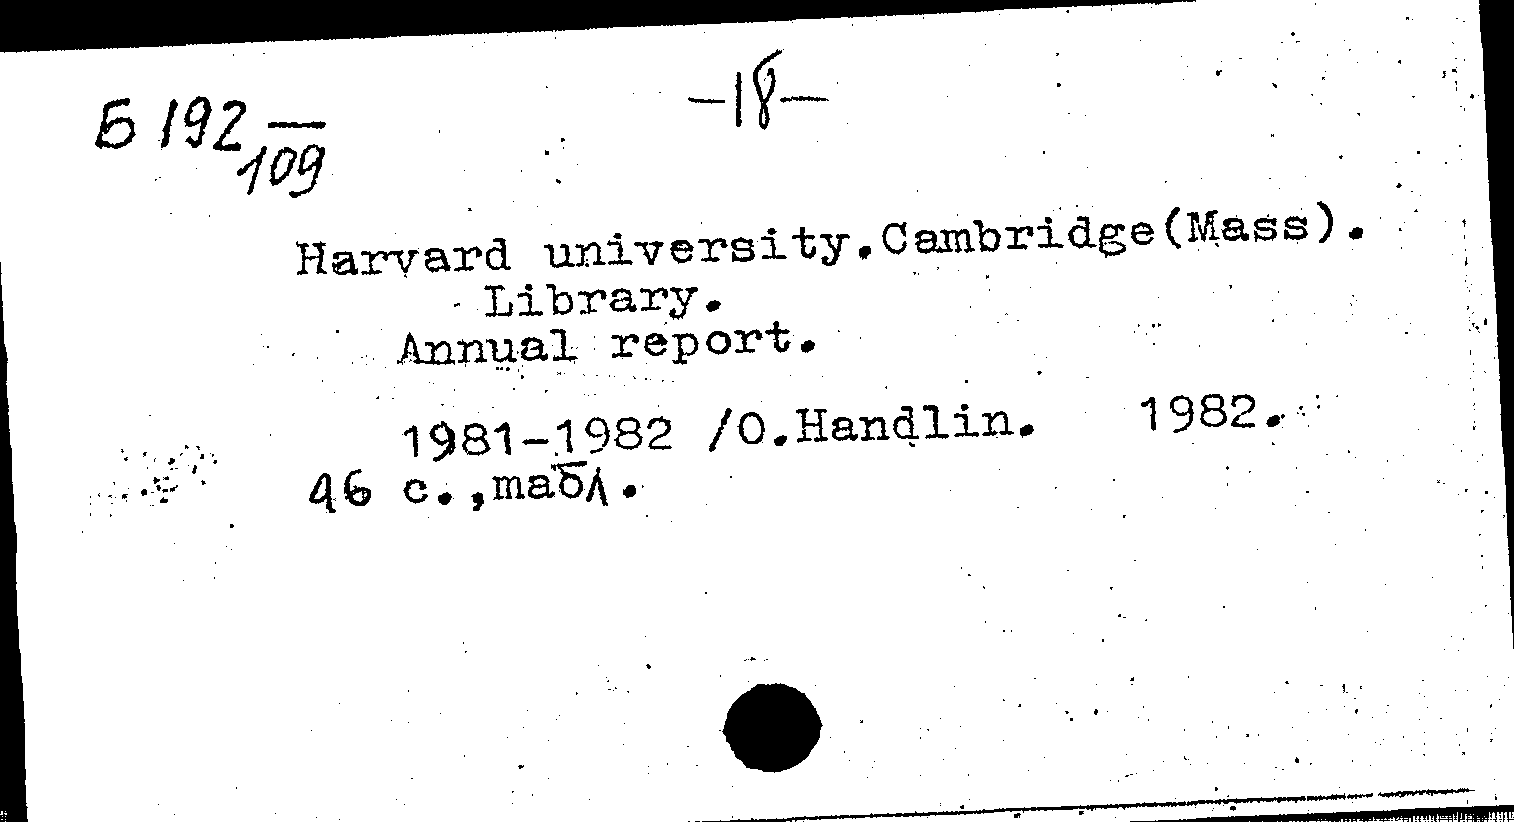 -18-
Б 192 —
109
Harvard university.Cambridge(Mass).
Library.
Annual report.
1981-1982 /O.Handlin. 1982.
46 с.,табл.